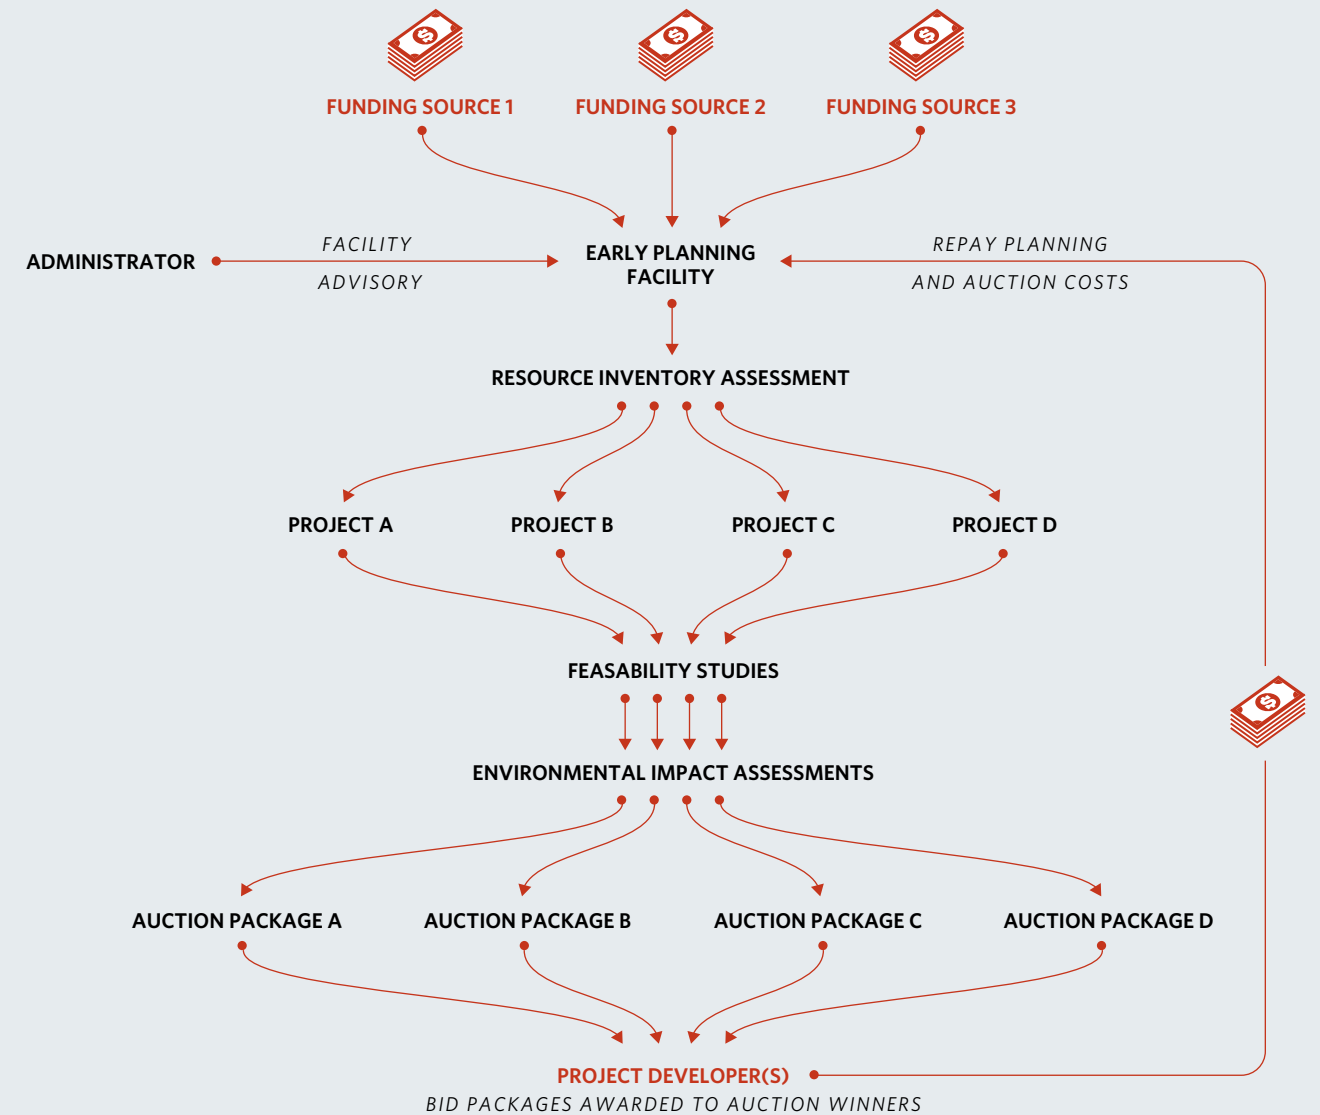 FUNDING SOURCE 1
FUNDING SOURCE 2
FUNDING SOURCE 3
ADMINISTRATOR
FACILITY
ADVISORY
EARLY PLANNING
FACILITY
REPAY PLANNING
AND AUCTION COSTS
RESOURCE INVENTORY ASSESSMENT
PROJECT A
PROJECT B
PROJECT C
PROJECT D
FEASABILITY STUDIES
ENVIRONMENTAL IMPACT ASSESSMENTS
AUCTION PACKAGE A
AUCTION PACKAGE B
AUCTION PACKAGE C
AUCTION PACKAGE D
PROJECT DEVELOPER(S)
BID PACKAGES AWARDED TO AUCTION WINNERS